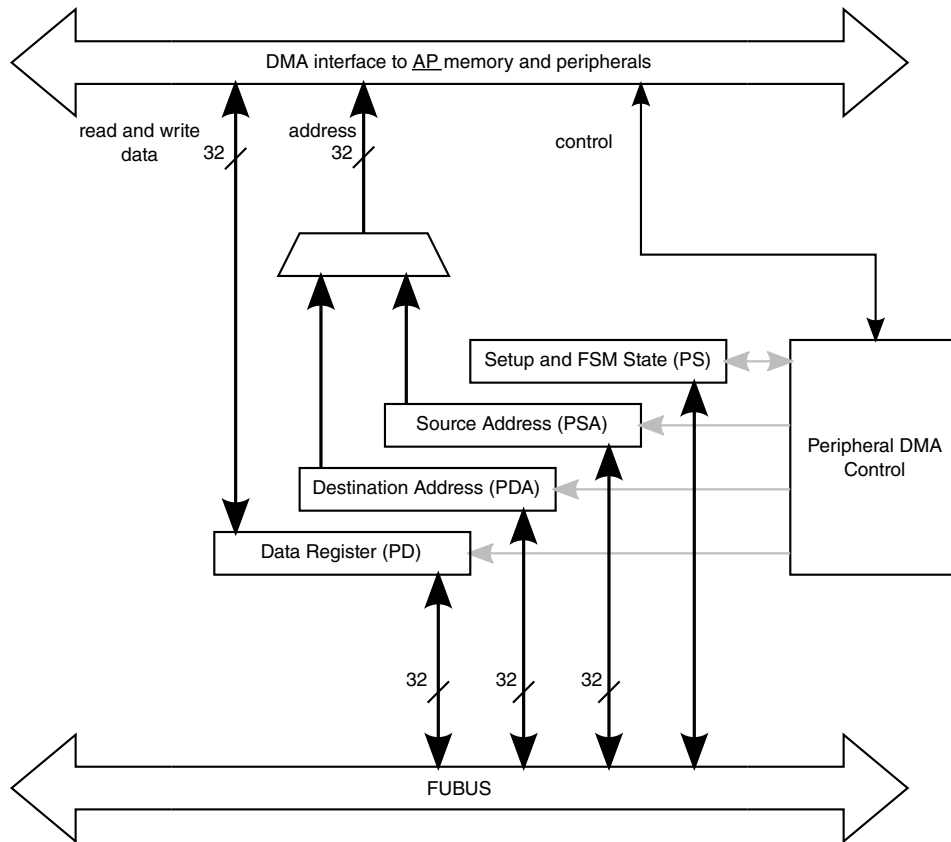 DMA interface to AP memory and peripherals
read and write
data
32
address
32
control
Setup and FSM State (PS)
Source Address (PSA)
Peripheral DMA
Control
Destination Address (PDA)
Data Register (PD)
32
32
32
FUBUS